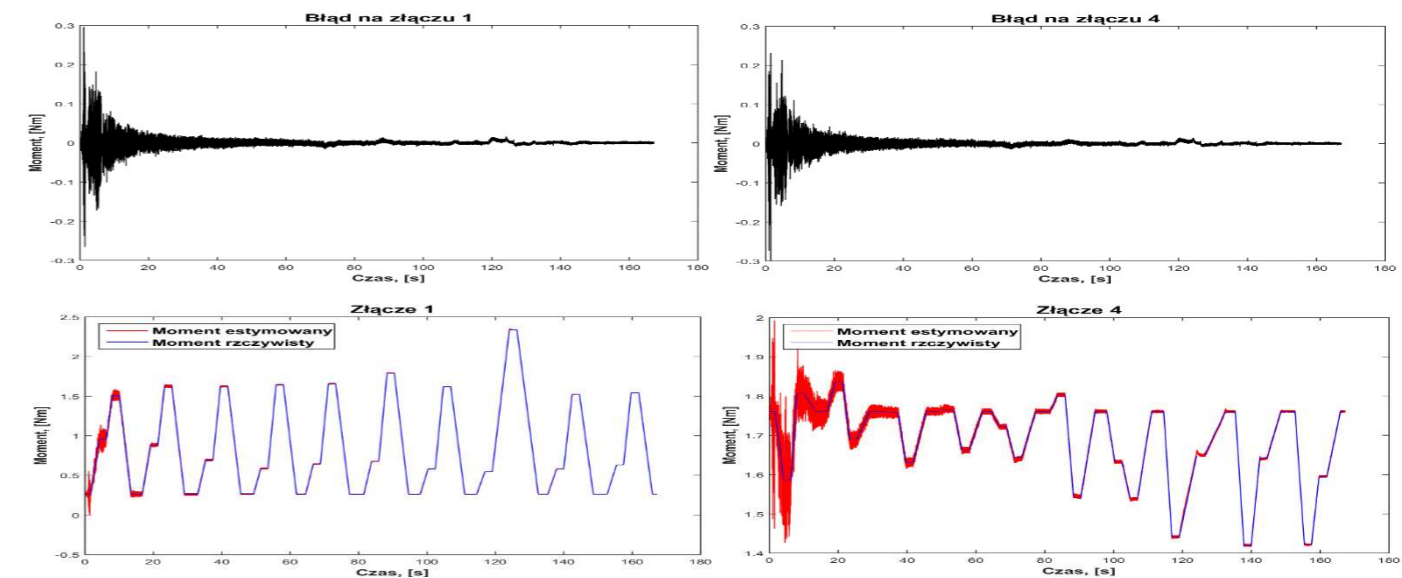 Błąd na złączu 1
0.3
0.2
0.1
0
-0.1
-0.2
-0.3
Moment, [Nm]
0 20 40 60 80 100 120 140 160 180
Czas, [s]
Błąd na złączu 4
0.3
0.2
0.1
0
-0.1
-0.2
-0.3
Moment, [Nm]
0 20 40 60 80 100 120 140 160 180
Czas, [s]
Złącze 1
Moment estymowany
Moment rzczywisty
2.5
2
1.5
1
0.5
0
-0.5
Moment, [Nm]
0 20 40 60 80 100 120 140 160 180
Czas, [s]
Złącze 4
Moment estymowany
Moment rzczywisty
2
1.9
1.8
1.7
1.6
1.5
1.4
Moment, [Nm]
0 20 40 60 80 100 120 140 160 180
Czas, [s]